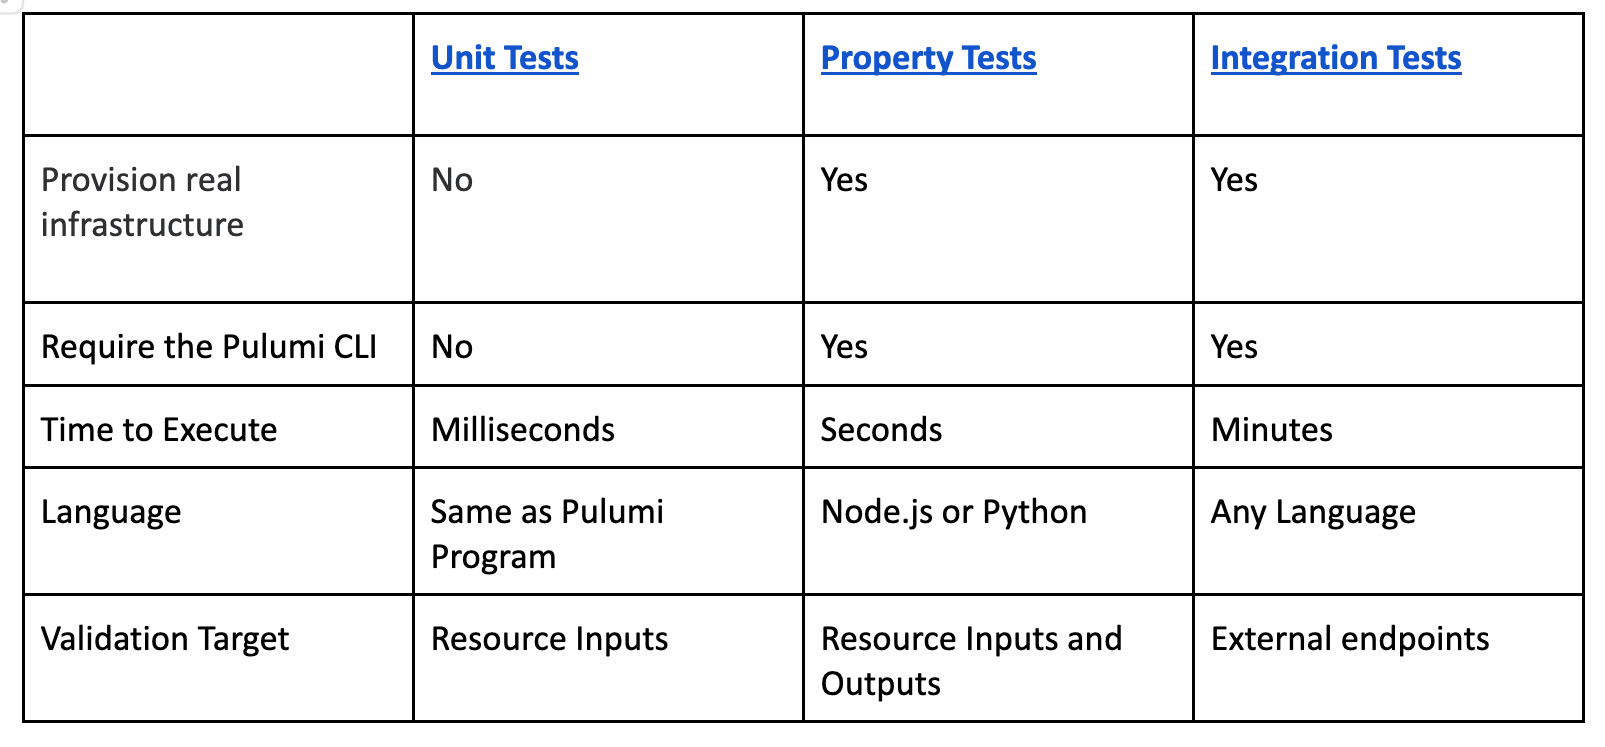 Unit Tests
Property Tests
Integration Tests
Provision real
infrastructure
No
Yes
Yes
Require the Pulumi CLI
No
Yes
Yes
Time to Execute
Milliseconds
Seconds
Minutes
Language
Same as Pulumi
Program
Node.js or Python
Any Language
Validation Target
Resource Inputs
Resource Inputs and
Outputs
External endpoints